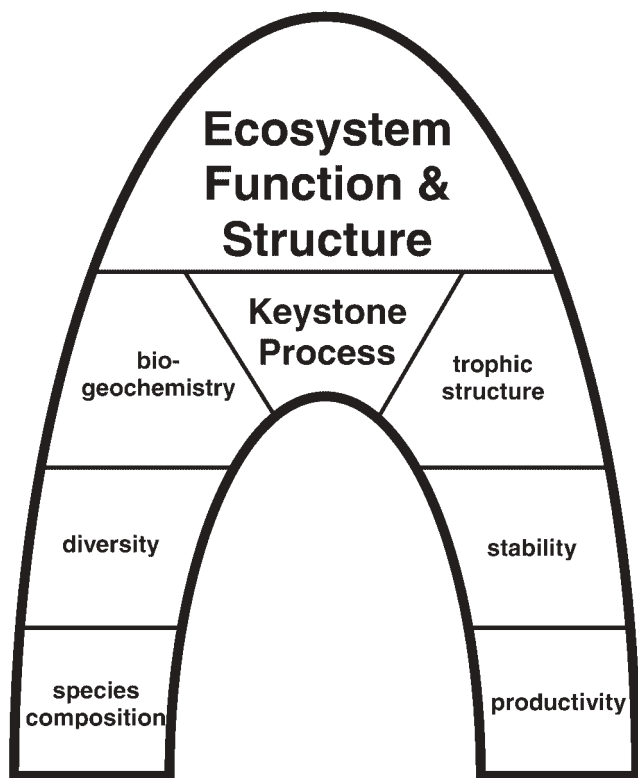 Ecosystem
Function &
Structure
Keystone
Process
bio-
geochemistry
trophic
structure
diversity
stability
species
composition
productivity